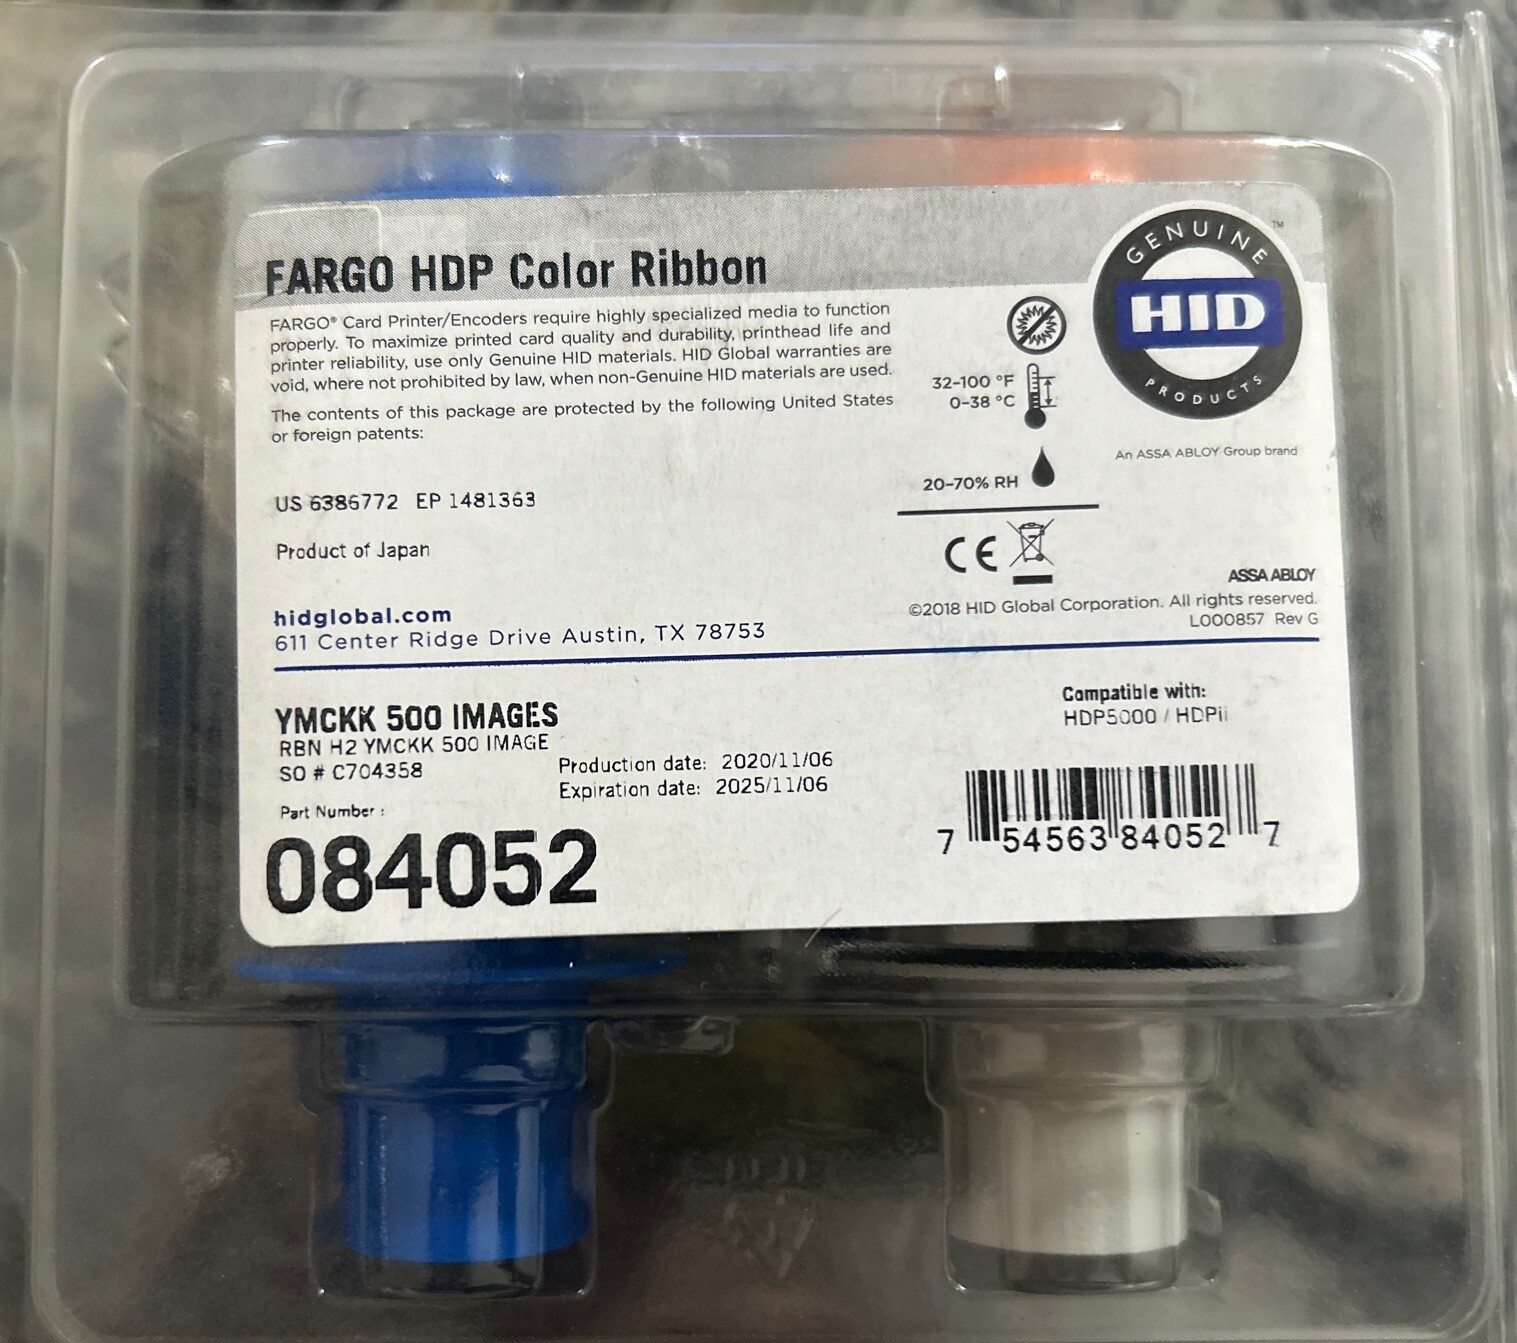 FARGO HDP Color Ribbon
FARGO® Card Printer/Encoders require highly specialized media to function
properly. To maximize printed card quality and durability, printhead life and
printer reliability, use only Genuine HID materials. HID Global warranties are
void, where not prohibited by law, when non-Genuine HID materials are used.
The contents of this package are protected by the following United States
or foreign patents:
US 6386772 EP 1481363
Product of Japan
hidglobal.com
611 Center Ridge Drive Austin, TX 78753
GENUINE
™
HID
PRODUCTS
An ASSA ABLOY Group brand
32-100 °F
0-38 °C
20-70% RH
CE
ASSA ABLOY
©2018 HID Global Corporation. All rights reserved.
L000857 Rev G
YMCKK 500 IMAGES
RBN H2 YMCKK 500 IMAGE
SO # C704358
Production date: 2020/11/06
Expiration date: 2025/11/06
Part Number :
084052
Compatible with:
HDP5000 / HDPii
7 54563 84052 7